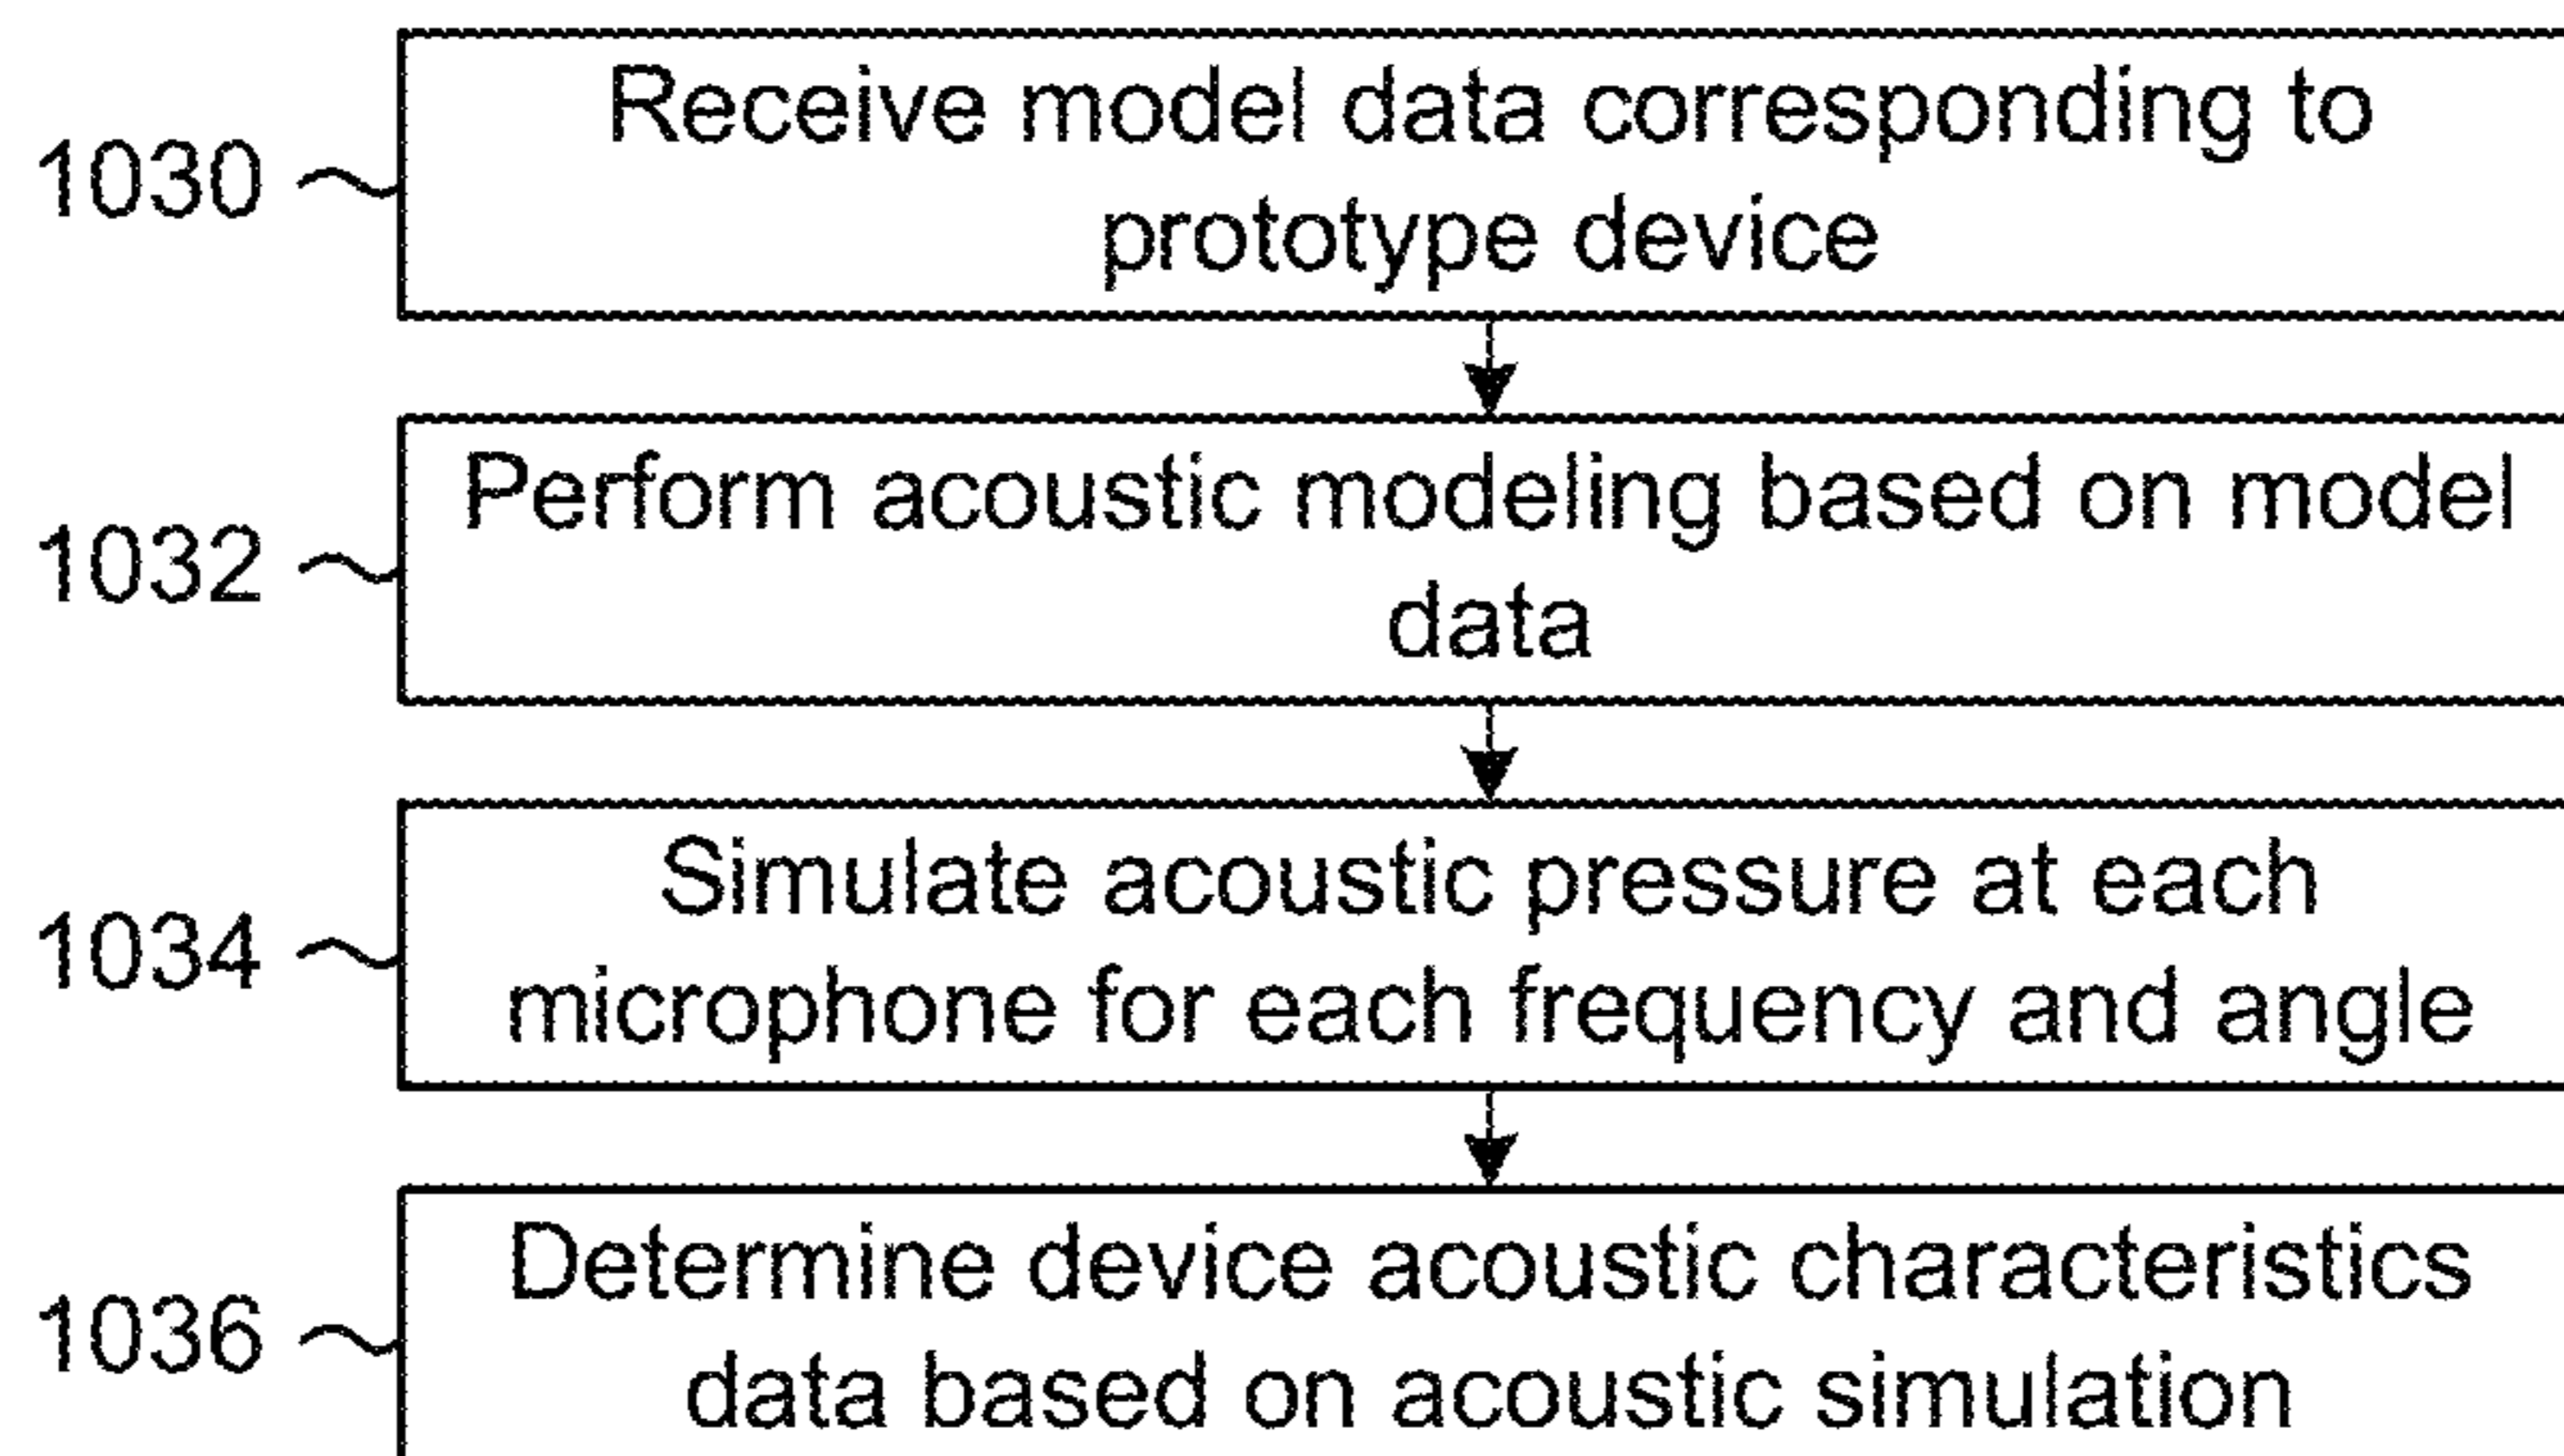 Receive model data corresponding to
1030
prototype device
Perform acoustic modeling based on model
1032
data
Simulate acoustic pressure at each
1034
microphone for each frequency and angle
Determine device acoustic characteristics
1036
data based on acoustic simulation